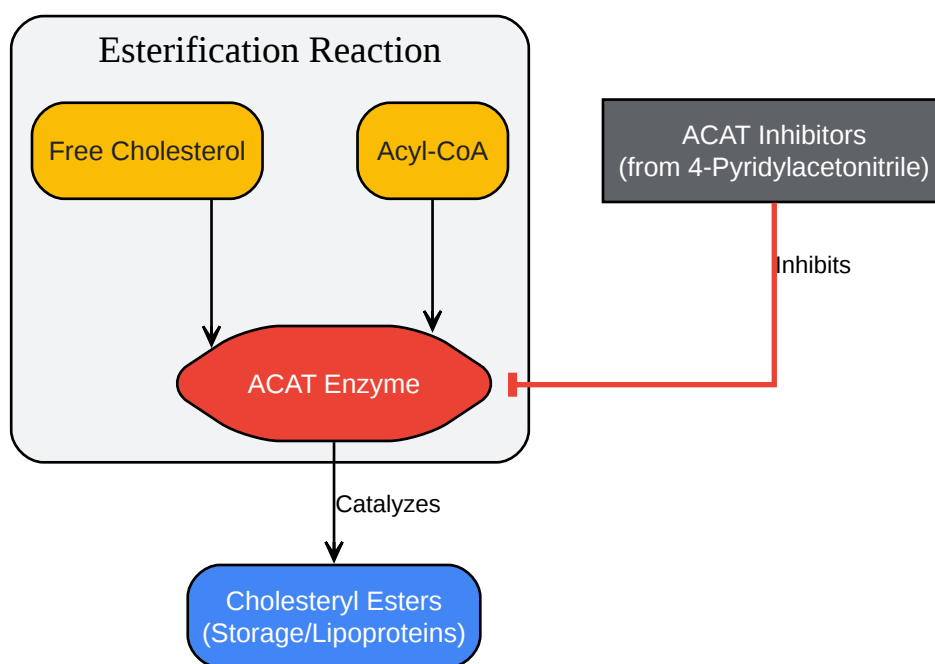 Esterification Reaction
Free Cholesterol
Acyl-CoA
ACAT Inhibitors
(from 4-Pyridylacetonitrile)
Inhibits
ACAT Enzyme
Catalyzes
Cholesteryl Esters
(Storage/Lipoproteins)